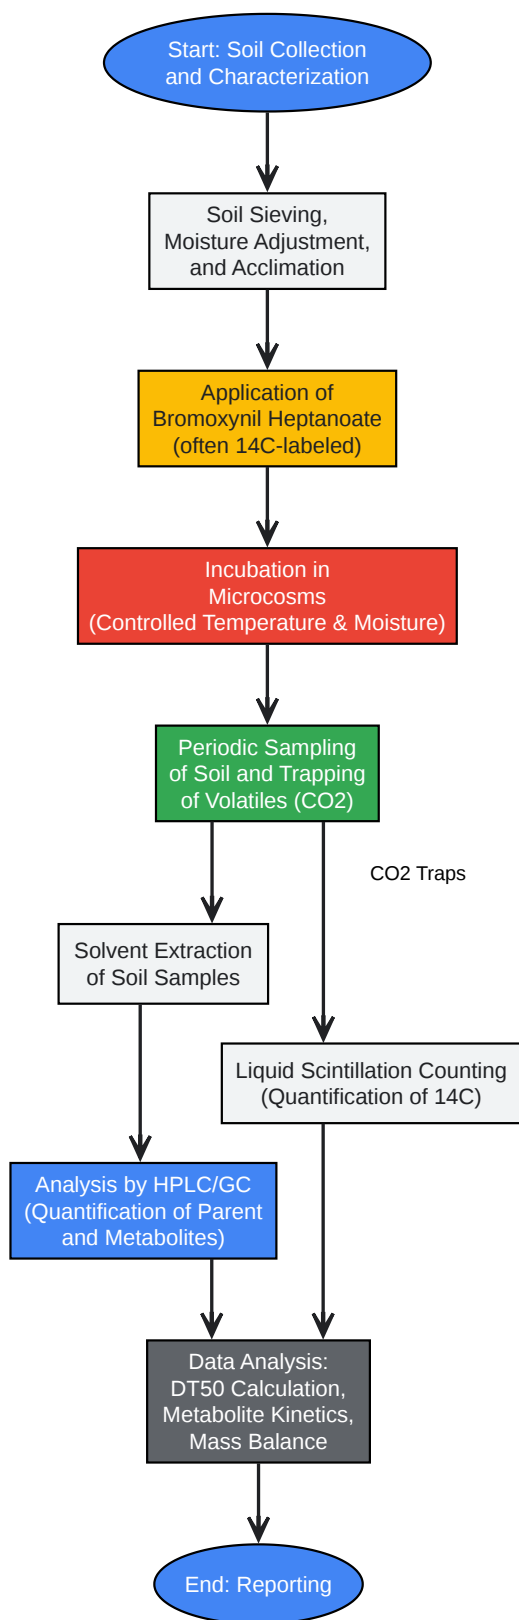 Start: Soil Collection
and Characterization
Soil Sieving,
Moisture Adjustment,
and Acclimation
Application of
Bromoxynil Heptanoate
(often 14C-labeled)
Incubation in
Microcosms
(Controlled Temperature & Moisture)
Periodic Sampling
of Soil and Trapping
of Volatiles (CO2)
CO2 Traps
Solvent Extraction
of Soil Samples
Liquid Scintillation Counting
(Quantification of 14C)
Analysis by HPLC/GC
(Quantification of Parent
and Metabolites)
Data Analysis:
DT50 Calculation,
Metabolite Kinetics,
Mass Balance
End: Reporting